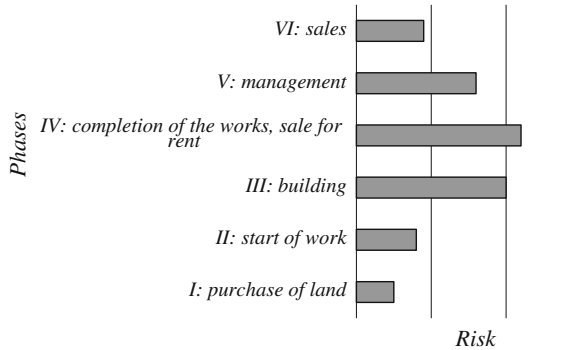 VI: sales
V: management
IV: completion of the works, sale for
rent
III: building
II: start of work
I: purchase of land
Phases
Risk